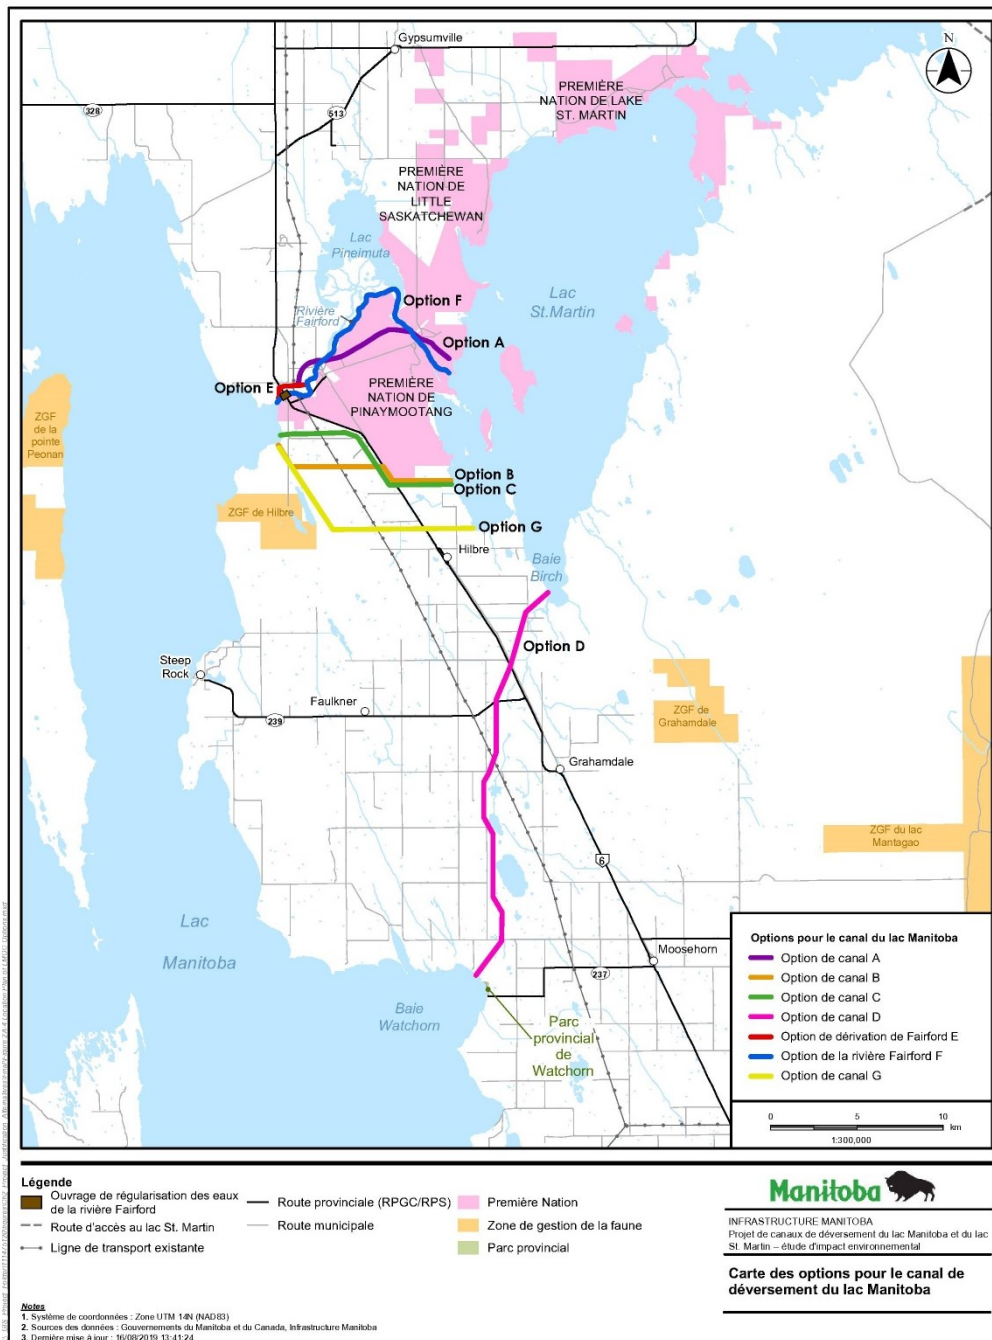 Gypsumville
N
328
513
PREMIÈRE
NATION DE LAKE
ST. MARTIN
PREMIÈRE
NATION DE
LITTLE
SASKATCHEWAN
Lac
Pineimuta
Rivière
Fairford
Option F
Lac
St.Martin
Option A
Option E
PREMIÈRE
NATION DE
PINAYMOOTANG
ZGF
de la
pointe
Peonan
Option B
Option C
ZGF de Hilbre
Option G
Hilbre
Baie
Birch
Option D
Steep
Rock
Faulkner
239
ZGF de
Grahamdale
Grahamdale
ZGF du lac
Mantagao
6
Lac
Manitoba
Moosehorn
237
Baie
Watchorn
Parc
provincial
de
Watchorn
Options pour le canal du lac Manitoba
Option de canal A
Option de canal B
Option de canal C
Option de canal D
Option de dérivation de Fairford E
Option de la rivière Fairford F
Option de canal G
0 5 10
km
1:300,000
Légende
Ouvrage de régularisation des eaux
de la rivière Fairford
Route d'accès au lac St. Martin
Ligne de transport existante
Route provinciale (RPGC/RPS)
Route municipale
Première Nation
Zone de gestion de la faune
Parc provincial
Manitoba
INFRASTRUCTURE MANITOBA
Projet de canaux de déversement du lac Manitoba et du lac
St. Martin – étude d'impact environnemental
Carte des options pour le canal de
déversement du lac Manitoba
Notes
1. Système de coordonnées : Zone UTM 14N (NAD83)
2. Sources des données : Gouvernements du Manitoba et du Canada, Infrastructure Manitoba
3. Dernière mise à jour : 16/08/2019 13:41:24